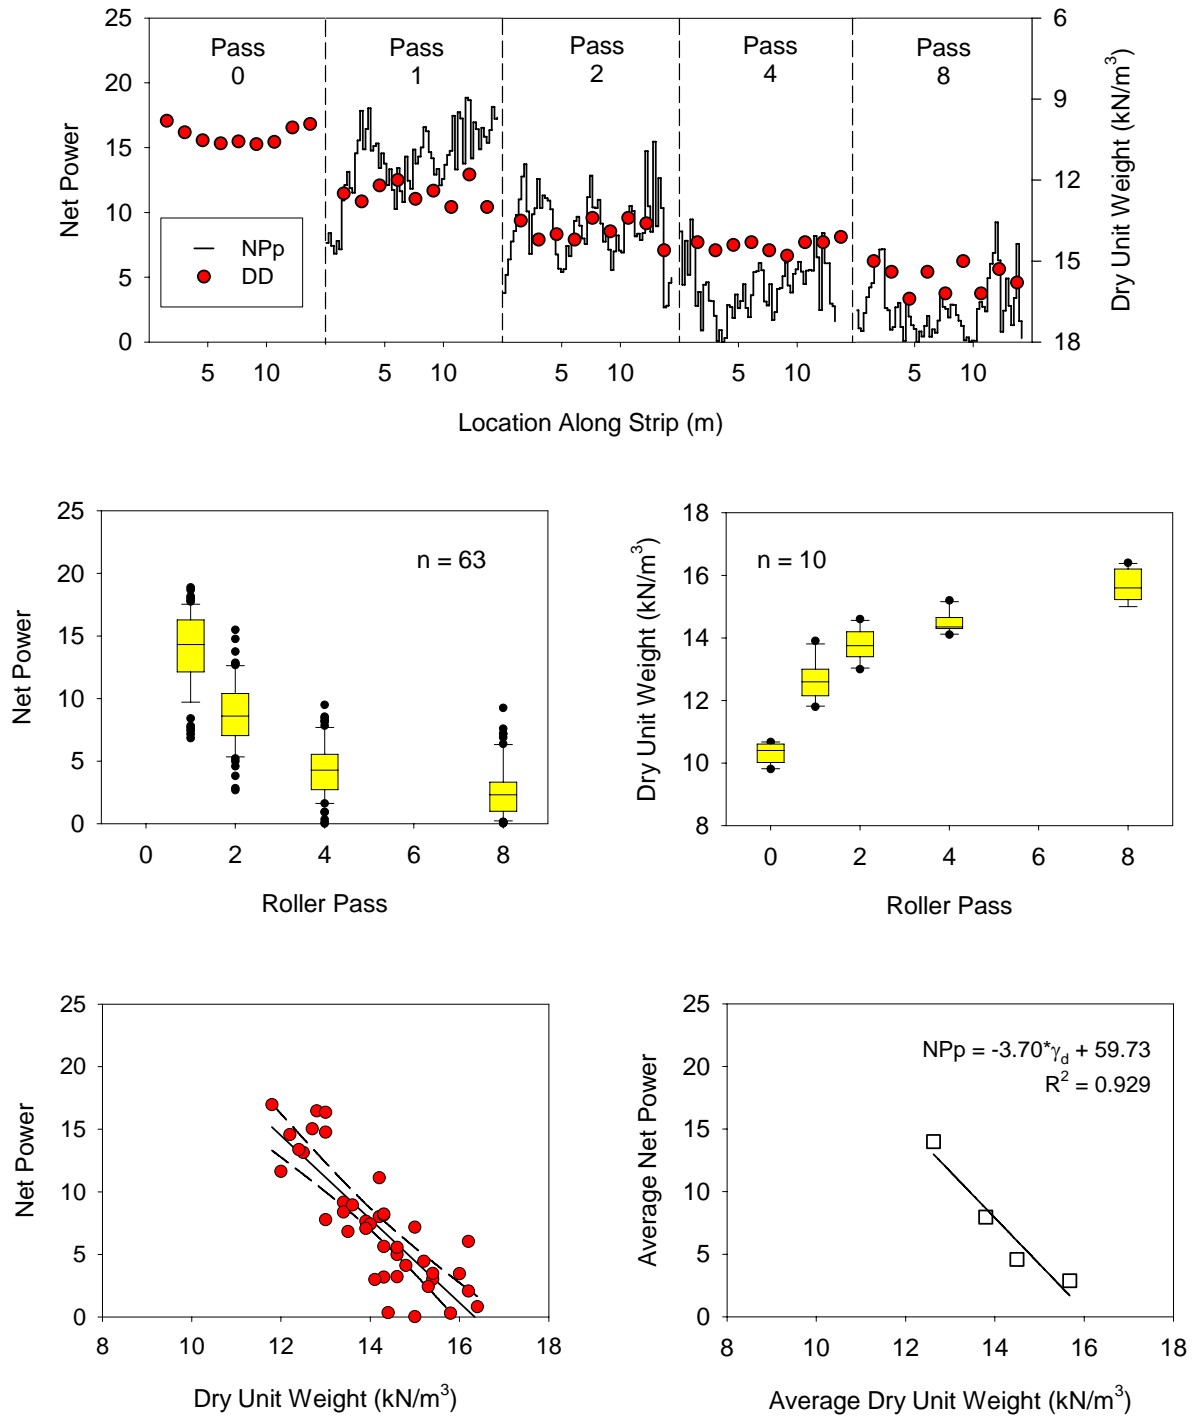 25
20
15
10
5
0
Net Power
Pass
0
Pass
1
Pass
2
Pass
4
Pass
8
NPp
DD
6
9
12
15
18
Dry Unit Weight (kN/m³)
5 10 5 10 5 10 5 10 5 10
Location Along Strip (m)
25
20
15
10
5
0
Net Power
n = 63
0 2 4 6 8
Roller Pass
18
16
14
12
10
8
Dry Unit Weight (kN/m³)
n = 10
0 2 4 6 8
Roller Pass
25
20
15
10
5
0
Net Power
8 10 12 14 16 18
Dry Unit Weight (kN/m³)
25
20
15
10
5
0
Average Net Power
NPp = -3.70*γd + 59.73
R² = 0.929
8 10 12 14 16 18
Average Dry Unit Weight (kN/m³)